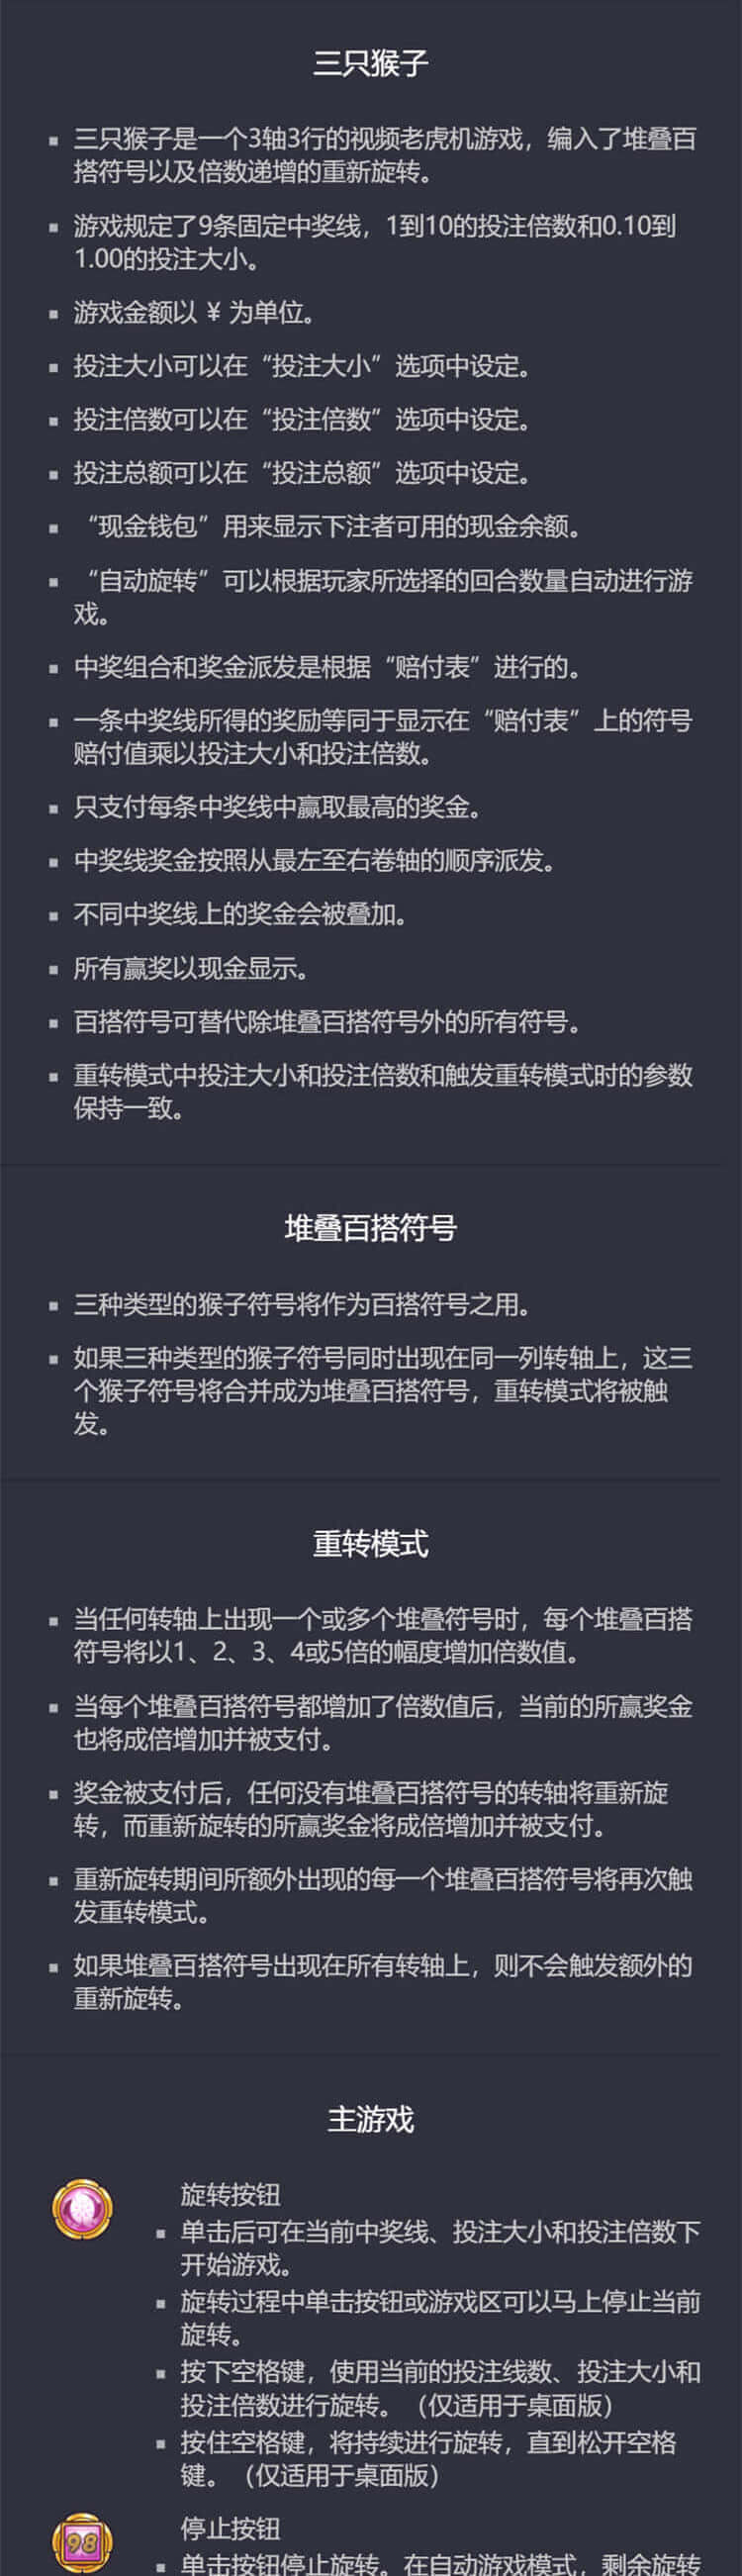 三只猴子
▪ 三只猴子是一个3轴3行的视频老虎机游戏，编入了堆叠百
搭符号以及倍数递增的重新旋转。
▪ 游戏规定了9条固定中奖线，1到10的投注倍数和0.10到
1.00的投注大小。
▪ 游戏金额以 ¥ 为单位。
▪ 投注大小可以在“投注大小”选项中设定。
▪ 投注倍数可以在“投注倍数”选项中设定。
▪ 投注总额可以在“投注总额”选项中设定。
▪ “现金钱包”用来显示下注者可用的现金余额。
▪ “自动旋转”可以根据玩家所选择的回合数量自动进行游
戏。
▪ 中奖组合和奖金派发是根据“赔付表”进行的。
▪ 一条中奖线所得的奖励等同于显示在“赔付表”上的符号
赔付值乘以投注大小和投注倍数。
▪ 只支付每条中奖线中赢取最高的奖金。
▪ 中奖线奖金按照从最左至右卷轴的顺序派发。
▪ 不同中奖线上的奖金会被叠加。
▪ 所有赢奖以现金显示。
▪ 百搭符号可替代除堆叠百搭符号外的所有符号。
▪ 重转模式中投注大小和投注倍数和触发重转模式时的参数
保持一致。
堆叠百搭符号
▪ 三种类型的猴子符号将作为百搭符号之用。
▪ 如果三种类型的猴子符号同时出现在同一列转轴上，这三
个猴子符号将合并成为堆叠百搭符号，重转模式将被触
发。
重转模式
▪ 当任何转轴上出现一个或多个堆叠符号时，每个堆叠百搭
符号将以1、2、3、4或5倍的幅度增加倍数值。
▪ 当每个堆叠百搭符号都增加了倍数值后，当前的所赢奖金
也将成倍增加并被支付。
▪ 奖金被支付后，任何没有堆叠百搭符号的转轴将重新旋
转，而重新旋转的所赢奖金将成倍增加并被支付。
▪ 重新旋转期间所额外出现的每一个堆叠百搭符号将再次触
发重转模式。
▪ 如果堆叠百搭符号出现在所有转轴上，则不会触发额外的
重新旋转。
主游戏
旋转按钮
▪ 单击后可在当前中奖线、投注大小和投注倍数下
开始游戏。
▪ 旋转过程中单击按钮或游戏区可以马上停止当前
旋转。
▪ 按下空格键，使用当前的投注线数、投注大小和
投注倍数进行旋转。（仅适用于桌面版）
▪ 按住空格键，将持续进行旋转，直到松开空格
键。（仅适用于桌面版）
98
停止按钮
▪ 单击按钮停止旋转。在自动游戏模式，剩余旋转